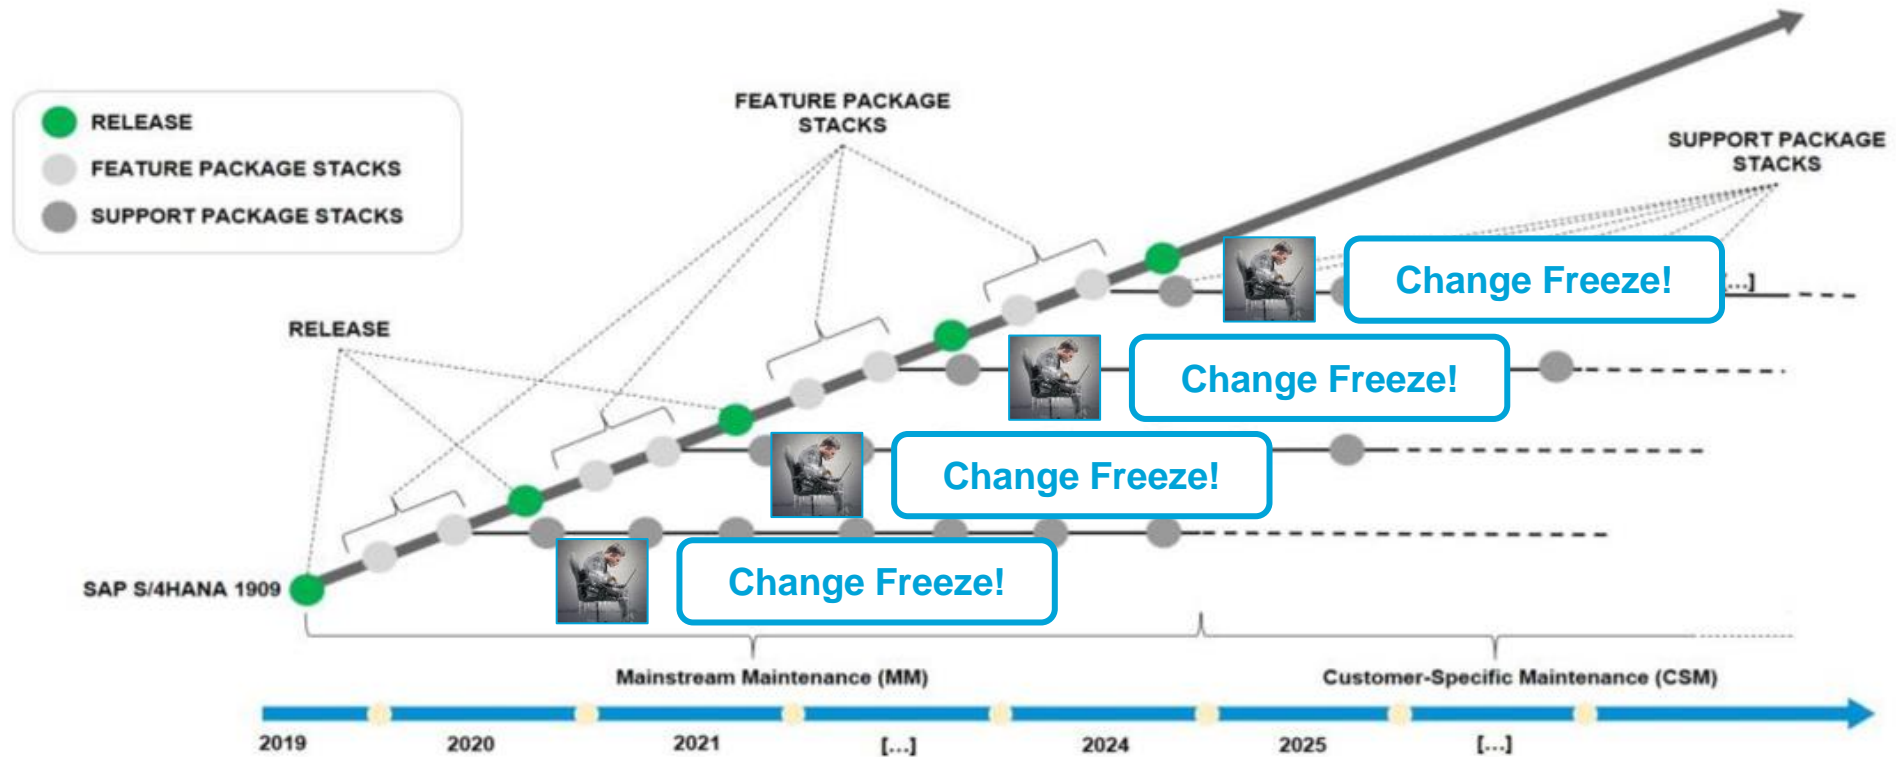 FEATURE PACKAGE
STACKS
RELEASE
FEATURE PACKAGE STACKS
SUPPORT PACKAGE STACKS
SUPPORT PACKAGE
STACKS
Change Freeze!
...]
RELEASE
Change Freeze!
Change Freeze!
Change Freeze!
SAP S/4HANA 1909
Mainstream Maintenance (MM)
Customer-Specific Maintenance (CSM)
2019 2020 2021 [...] 2024 2025 [...]